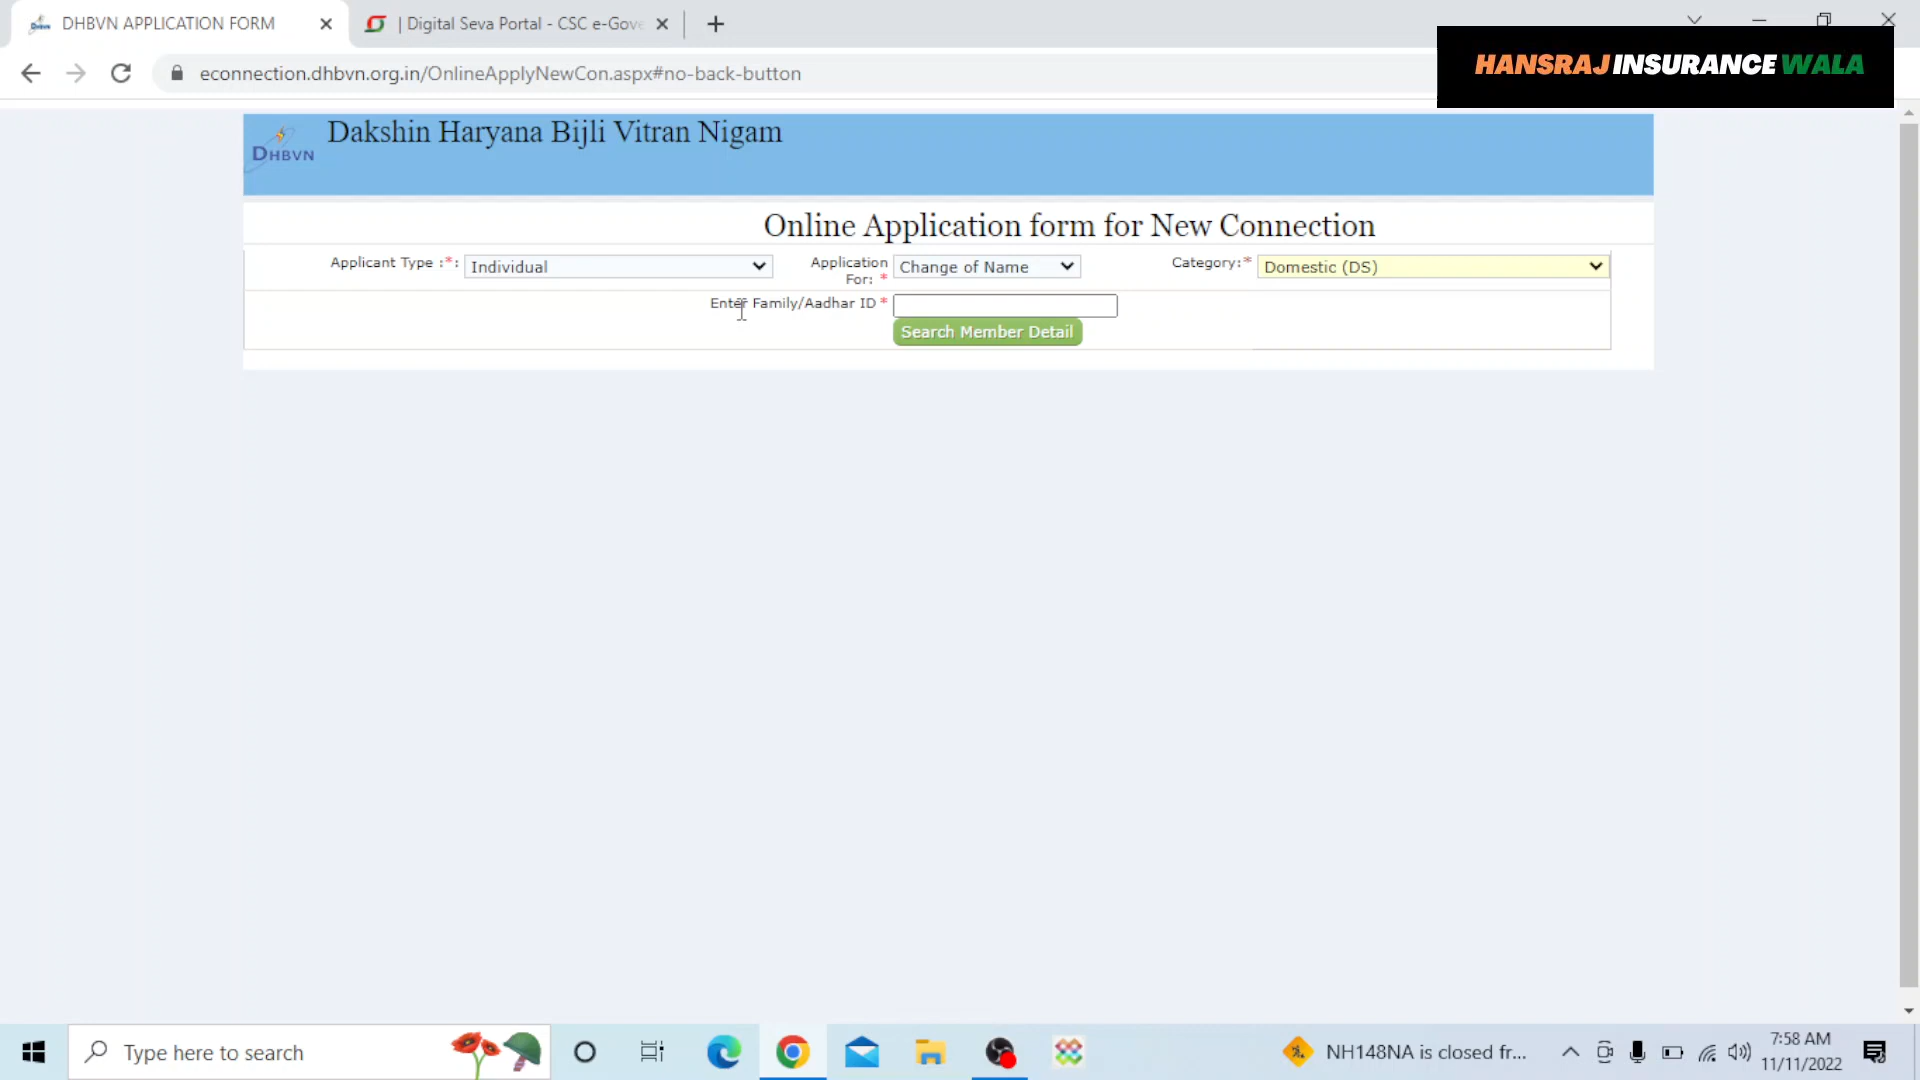 DHBVN APPLICATION FORM
| Digital Seva Portal - CSC e-Gov
econnection.dhbvn.org.in/OnlineApplyNewCon.aspx#no-back-button
HANSRAJ INSURANCE WALA
DHBVN
Dakshin Haryana Bijli Vitran Nigam
Online Application form for New Connection
Applicant Type :*: Individual Application For: * Change of Name Category:* Domestic (DS)
Enter Family/Aadhar ID *
Search Member Detail
Type here to search
NH148NA is closed fr...
7:58 AM
11/11/2022